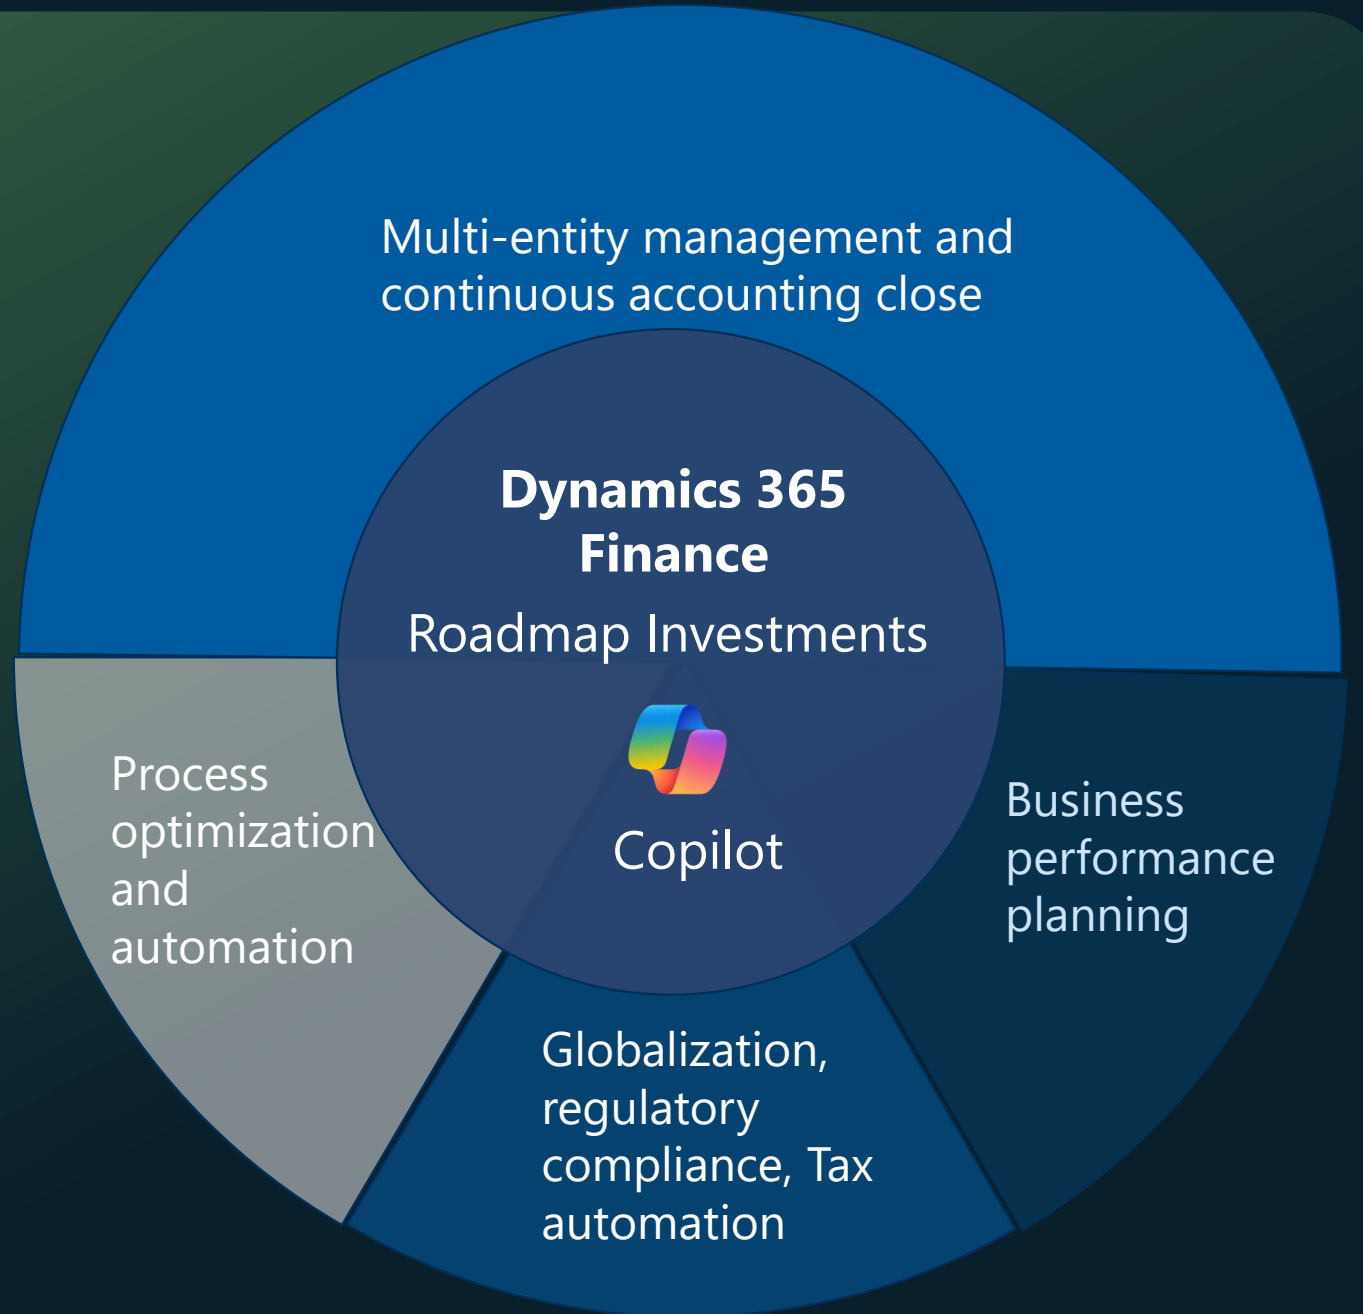 Multi-entity management and
continuous accounting close
Dynamics 365
Finance
Roadmap Investments
Copilot
Process
optimization
and
automation
Business
performance
planning
Globalization,
regulatory
compliance, Tax
automation